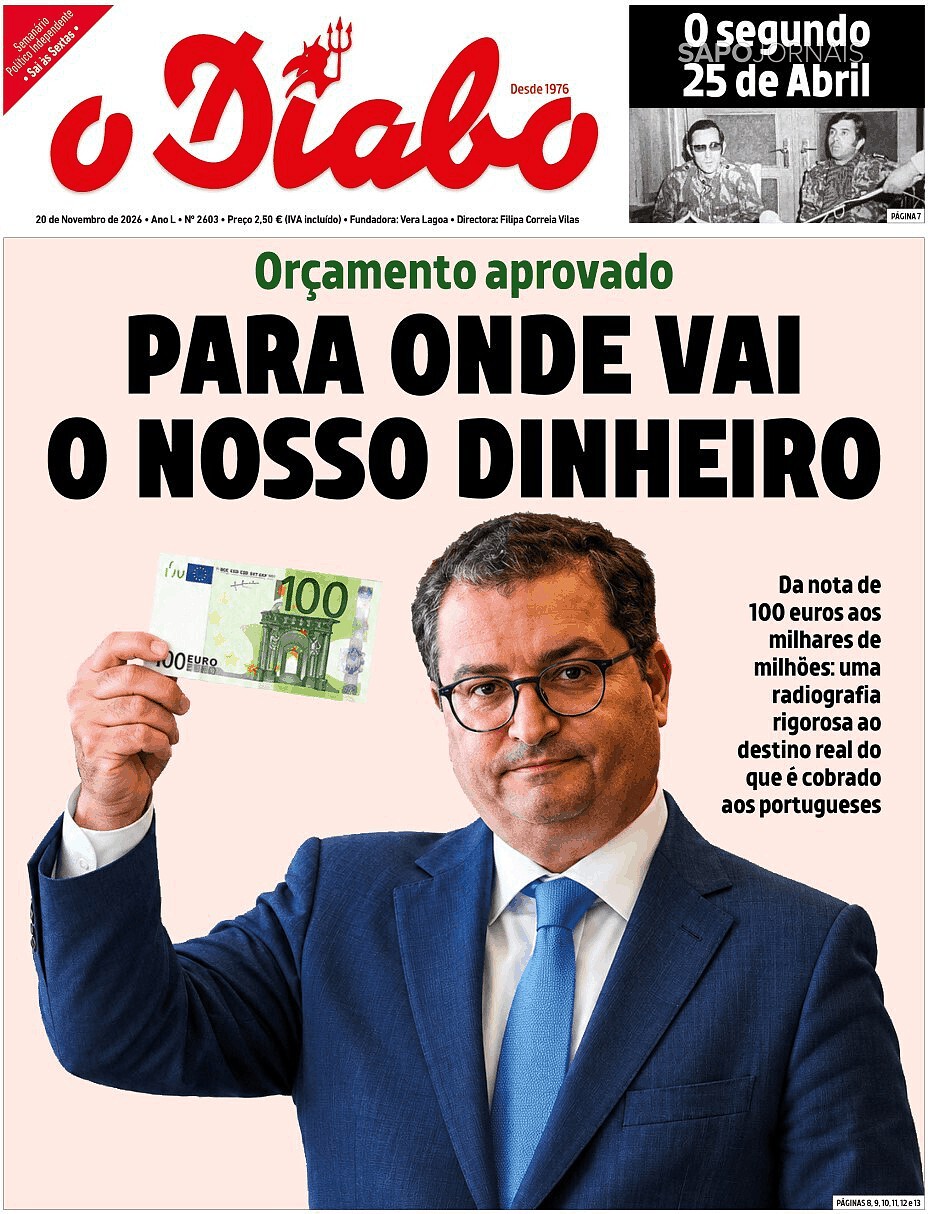 Semanário
Político Independente
• Sai às Sextas •
o Diabo
Desde 1976
20 de Novembro de 2026 • Ano L • Nº 2603 • Preço 2,50 € (IVA incluído) • Fundadora: Vera Lagoa • Directora: Filipa Correia Vilas
O segundo
25 de Abril
SAPOJORNAIS
PÁGINA 7
Orçamento aprovado
PARA ONDE VAI
O NOSSO DINHEIRO
100
100 EURO
Da nota de
100 euros aos
milhares de
milhões: uma
radiografia
rigorosa ao
destino real do
que é cobrado
aos portugueses
PÁGINAS 8, 9, 10, 11, 12 e 13